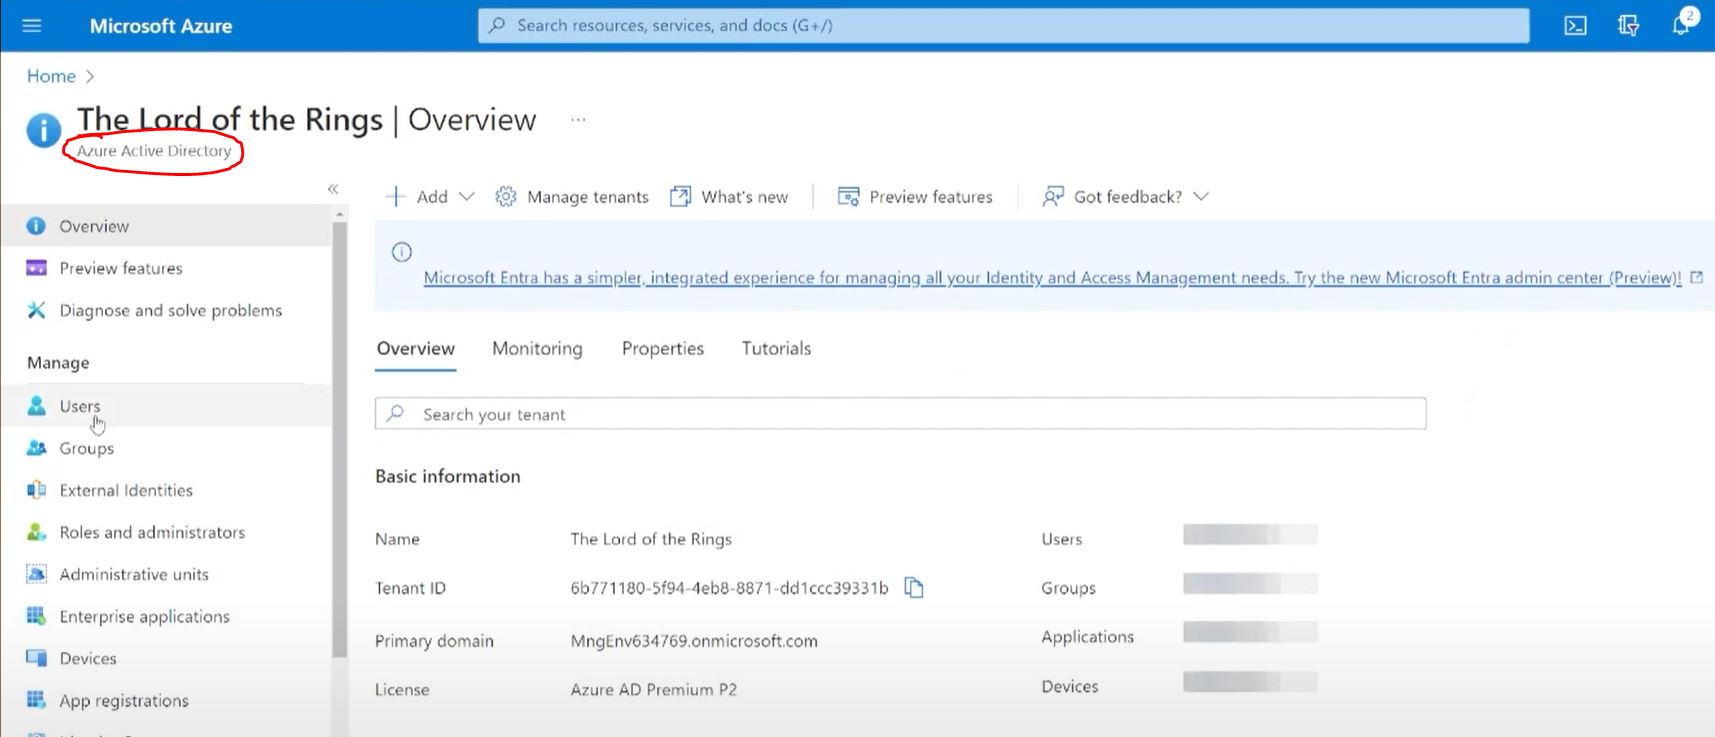 Microsoft Azure
Search resources, services, and docs (G+/)
2
Home >
The Lord of the Rings | Overview ...
Azure Active Directory
«
Add
Manage tenants
What's new
Preview features
Got feedback?
Overview
Preview features
Diagnose and solve problems
Manage
Users
Groups
External Identities
Roles and administrators
Administrative units
Enterprise applications
Devices
App registrations
Microsoft Entra has a simpler, integrated experience for managing all your Identity and Access Management needs. Try the new Microsoft Entra admin center (Preview)!
Overview Monitoring Properties Tutorials
Search your tenant
Basic information
Name The Lord of the Rings Users
Tenant ID 6b771180-5f94-4eb8-8871-dd1ccc39331b Groups
Primary domain MngEnv634769.onmicrosoft.com Applications
License Azure AD Premium P2 Devices